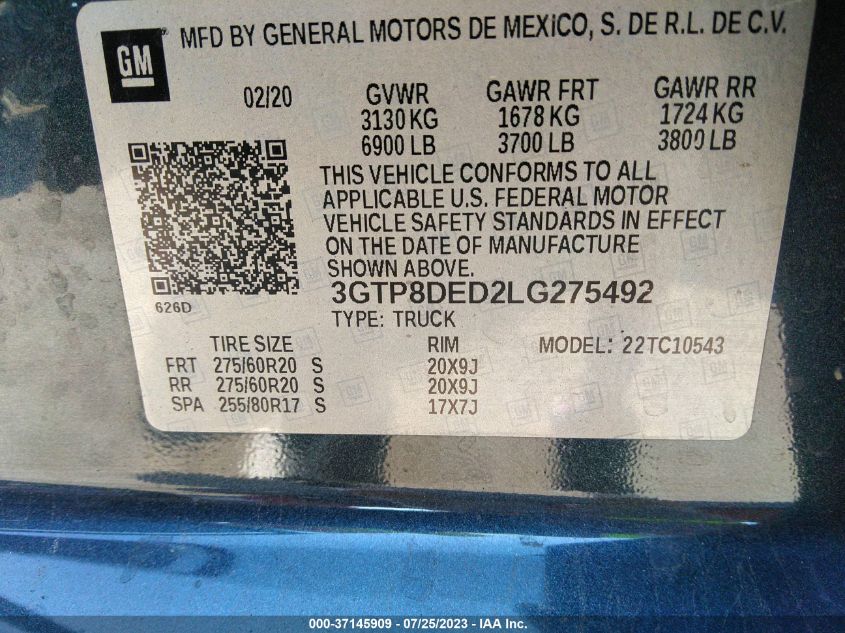 GM
MFD BY GENERAL MOTORS DE MEXICO, S. DE R.L. DE C.V.
02/20 GVWR GAWR FRT GAWR RR
3130 KG 1678 KG 1724 KG
6900 LB 3700 LB 3800 LB
THIS VEHICLE CONFORMS TO ALL
APPLICABLE U.S. FEDERAL MOTOR
VEHICLE SAFETY STANDARDS IN EFFECT
ON THE DATE OF MANUFACTURE
SHOWN ABOVE.
626D
3GTP8DED2LG275492
TYPE: TRUCK
TIRE SIZE RIM MODEL: 22TC10543
FRT 275/60R20 S 20X9J
RR 275/60R20 S 20X9J
SPA 255/80R17 S 17X7J
000-37145909 - 07/25/2023 - IAA Inc.